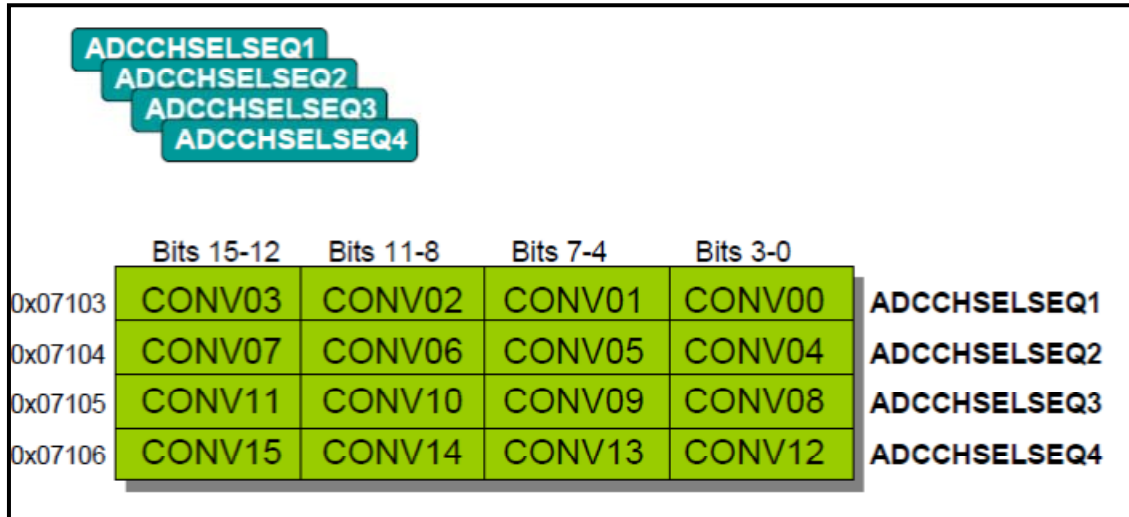 ADCCHSELSEQ1
ADCCHSELSEQ2
ADCCHSELSEQ3
ADCCHSELSEQ4
Bits 15-12 Bits 11-8 Bits 7-4 Bits 3-0
0x07103 CONV03 CONV02 CONV01 CONV00 ADCCHSELSEQ1
0x07104 CONV07 CONV06 CONV05 CONV04 ADCCHSELSEQ2
0x07105 CONV11 CONV10 CONV09 CONV08 ADCCHSELSEQ3
0x07106 CONV15 CONV14 CONV13 CONV12 ADCCHSELSEQ4